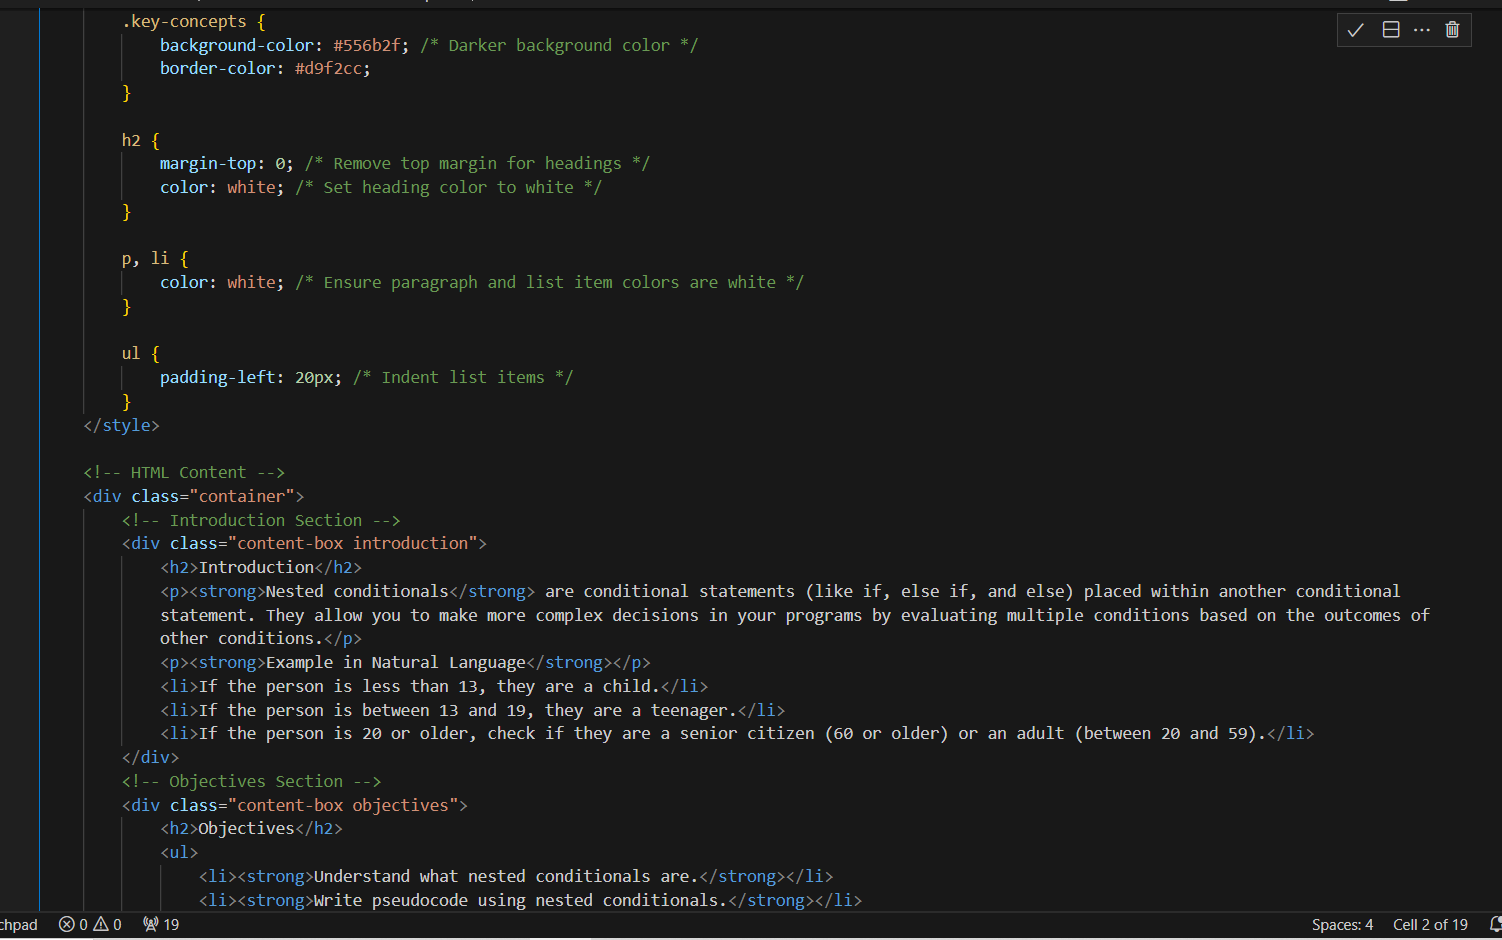 .key-concepts {
background-color: #556b2f; /* Darker background color */
border-color: #d9f2cc;
}
h2 {
margin-top: 0; /* Remove top margin for headings */
color: white; /* Set heading color to white */
}
p, li {
color: white; /* Ensure paragraph and list item colors are white */
}
ul {
padding-left: 20px; /* Indent list items */
}
</style>
<!-- HTML Content -->
<div class="container">
<!-- Introduction Section -->
<div class="content-box introduction">
<h2>Introduction</h2>
<p><strong>Nested conditionals</strong> are conditional statements (like if, else if, and else) placed within another conditional
statement. They allow you to make more complex decisions in your programs by evaluating multiple conditions based on the outcomes of
other conditions.</p>
<p><strong>Example in Natural Language</strong></p>
<li>If the person is less than 13, they are a child.</li>
<li>If the person is between 13 and 19, they are a teenager.</li>
<li>If the person is 20 or older, check if they are a senior citizen (60 or older) or an adult (between 20 and 59).</li>
</div>
<!-- Objectives Section -->
<div class="content-box objectives">
<h2>Objectives</h2>
<ul>
<li><strong>Understand what nested conditionals are.</strong></li>
<li><strong>Write pseudocode using nested conditionals.</strong></li>
chpad 0 0 19 Spaces: 4 Cell 2 of 19